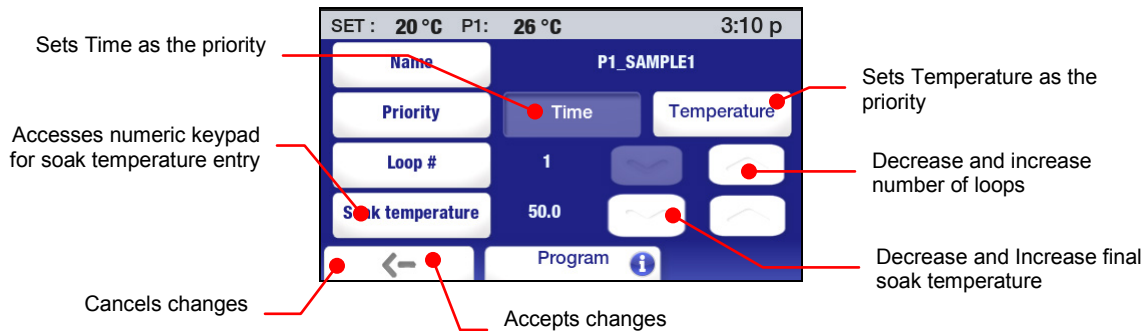 SET : 20 °C P1: 26 °C 3:10 p
Sets Time as the priority
Name P1_SAMPLE1
Sets Temperature as the
priority
Priority Time Temperature
Accesses numeric keypad
for soak temperature entry
Loop # 1
Decrease and increase
number of loops
Soak temperature 50.0
Program i
Decrease and Increase final
soak temperature
Cancels changes
Accepts changes